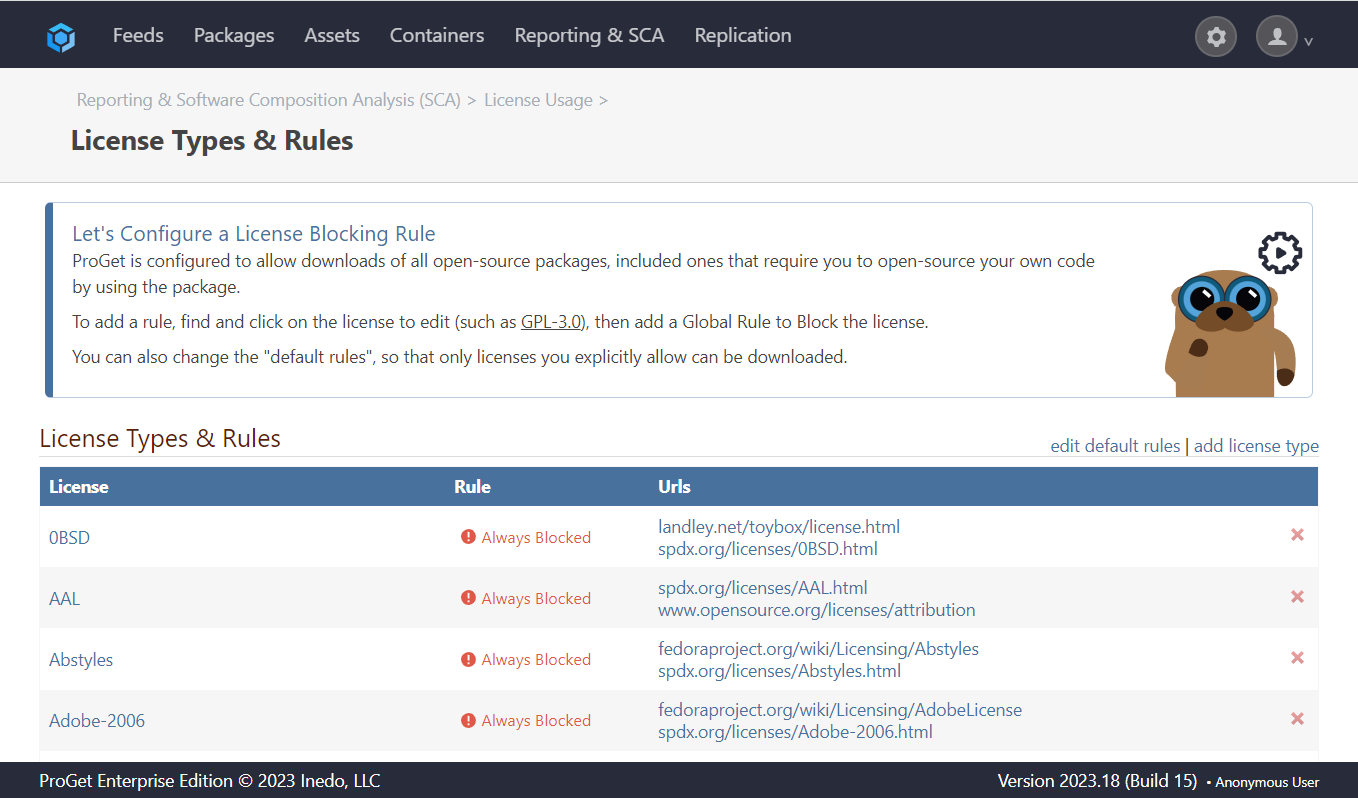 Feeds Packages Assets Containers Reporting & SCA Replication
v
Reporting & Software Composition Analysis (SCA) > License Usage >
License Types & Rules
Let's Configure a License Blocking Rule
ProGet is configured to allow downloads of all open-source packages, included ones that require you to open-source your own code
by using the package.
To add a rule, find and click on the license to edit (such as GPL-3.0), then add a Global Rule to Block the license.
You can also change the "default rules", so that only licenses you explicitly allow can be downloaded.
License Types & Rules
edit default rules | add license type
License Rule Urls
0BSD Always Blocked landley.net/toybox/license.html
spdx.org/licenses/0BSD.html
AAL Always Blocked spdx.org/licenses/AAL.html
www.opensource.org/licenses/attribution
Abstyles Always Blocked fedoraproject.org/wiki/Licensing/Abstyles
spdx.org/licenses/Abstyles.html
Adobe-2006 Always Blocked fedoraproject.org/wiki/Licensing/AdobeLicense
spdx.org/licenses/Adobe-2006.html
ProGet Enterprise Edition © 2023 Inedo, LLC Version 2023.18 (Build 15) • Anonymous User